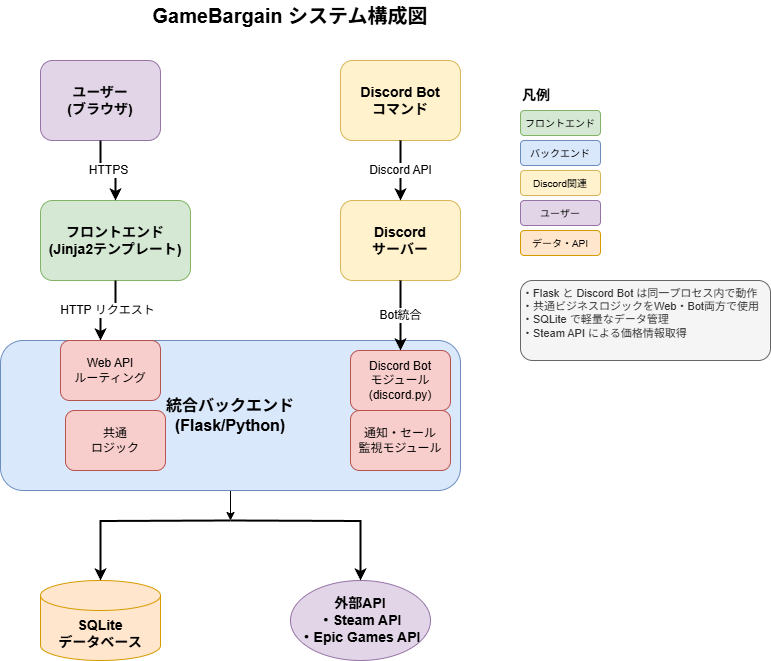 GameBargain システム構成図
ユーザー
(ブラウザ)
Discord Bot
コマンド
HTTPS
Discord API
フロントエンド
(Jinja2テンプレート)
Discord
サーバー
HTTP リクエスト
Bot統合
Web API
ルーティング
Discord Bot
モジュール
(discord.py)
統合バックエンド
(Flask/Python)
共通
ロジック
通知・セール
監視モジュール
SQLite
データベース
外部API
・Steam API
・Epic Games API
凡例
フロントエンド
バックエンド
Discord関連
ユーザー
データ・API
・Flask と Discord Bot は同一プロセス内で動作
・共通ビジネスロジックをWeb・Bot両方で使用
・SQLite で軽量なデータ管理
・Steam API による価格情報取得